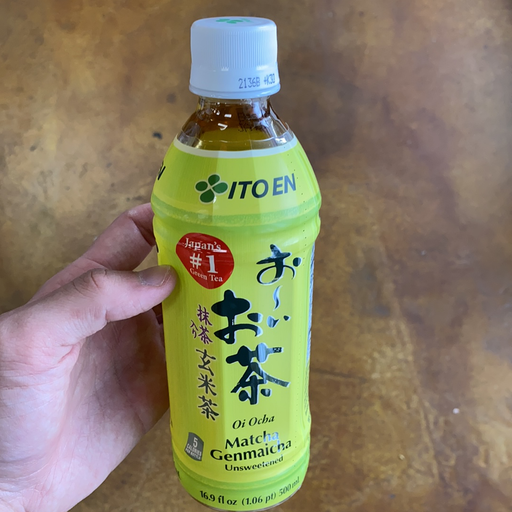 2136B
ITO EN
Japan's
#1
Green Tea
お〜い
お茶
抹茶
入り
玄米茶
Oi Ocha
Matcha
Genmaicha
Unsweetened
5
16.9 fl oz (1.06 pt) 500 ml